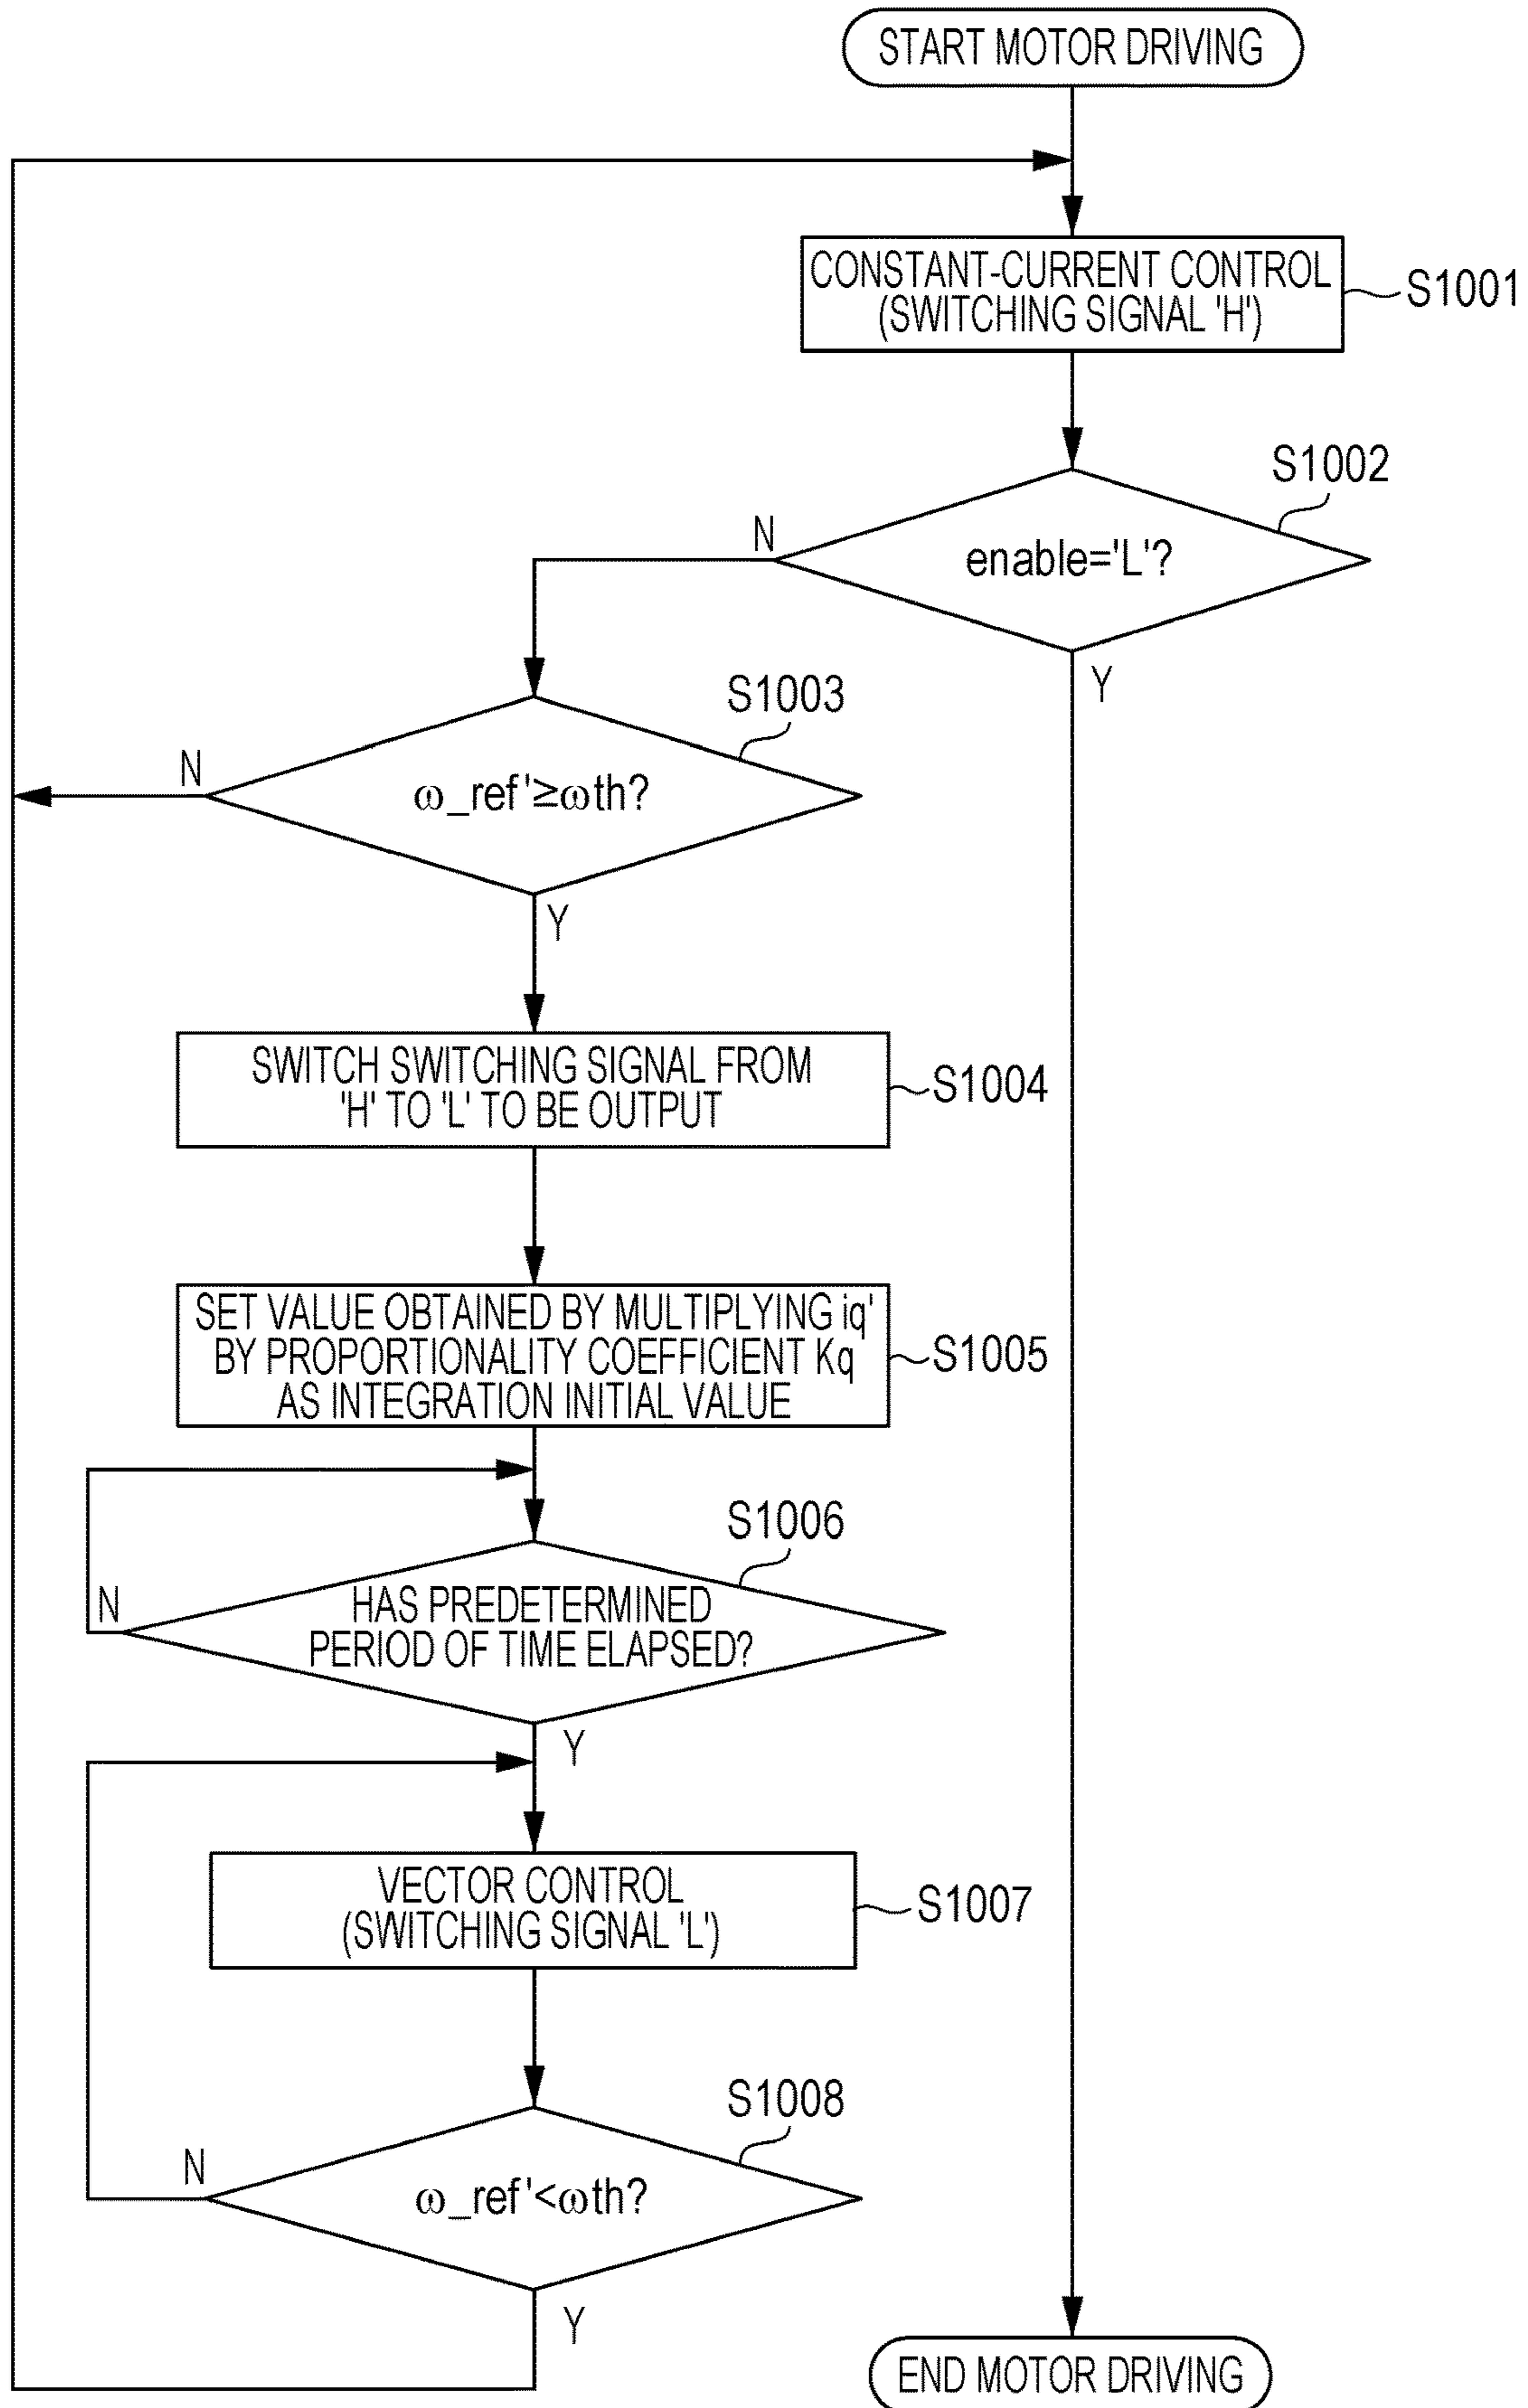 START MOTOR DRIVING
CONSTANT-CURRENT CONTROL
(SWITCHING SIGNAL 'H')
S1001
S1002
enable='L'?
N
Y
S1003
ω_ref'≥ωth?
N
Y
SWITCH SWITCHING SIGNAL FROM
'H' TO 'L' TO BE OUTPUT
S1004
SET VALUE OBTAINED BY MULTIPLYING iq'
BY PROPORTIONALITY COEFFICIENT Kq
AS INTEGRATION INITIAL VALUE
S1005
S1006
HAS PREDETERMINED
PERIOD OF TIME ELAPSED?
N
Y
VECTOR CONTROL
(SWITCHING SIGNAL 'L')
S1007
S1008
ω_ref'<ωth?
N
Y
END MOTOR DRIVING